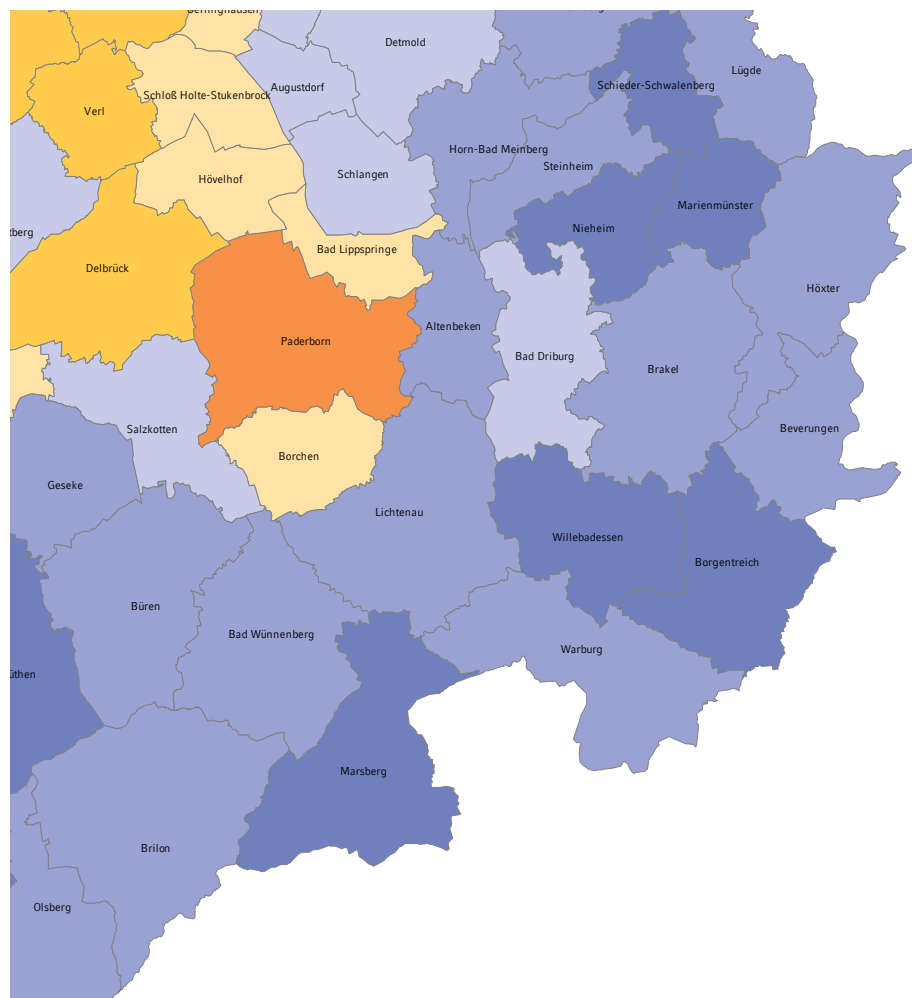 Detmold
Lügde
Schieder-Schwalenberg
Augustdorf
Schloß Holte-Stukenbrock
Verl
Horn-Bad Meinberg
Steinheim
Schlangen
Hövelhof
Marienmünster
Nieheim
Bad Lippspringe
Delbrück
Höxter
Altenbeken
Paderborn
Bad Driburg
Brakel
Beverungen
Salzkotten
Borchen
Geseke
Lichtenau
Willebadessen
Borgentreich
Büren
Bad Wünnenberg
Warburg
Marsberg
Brilon
Olsberg